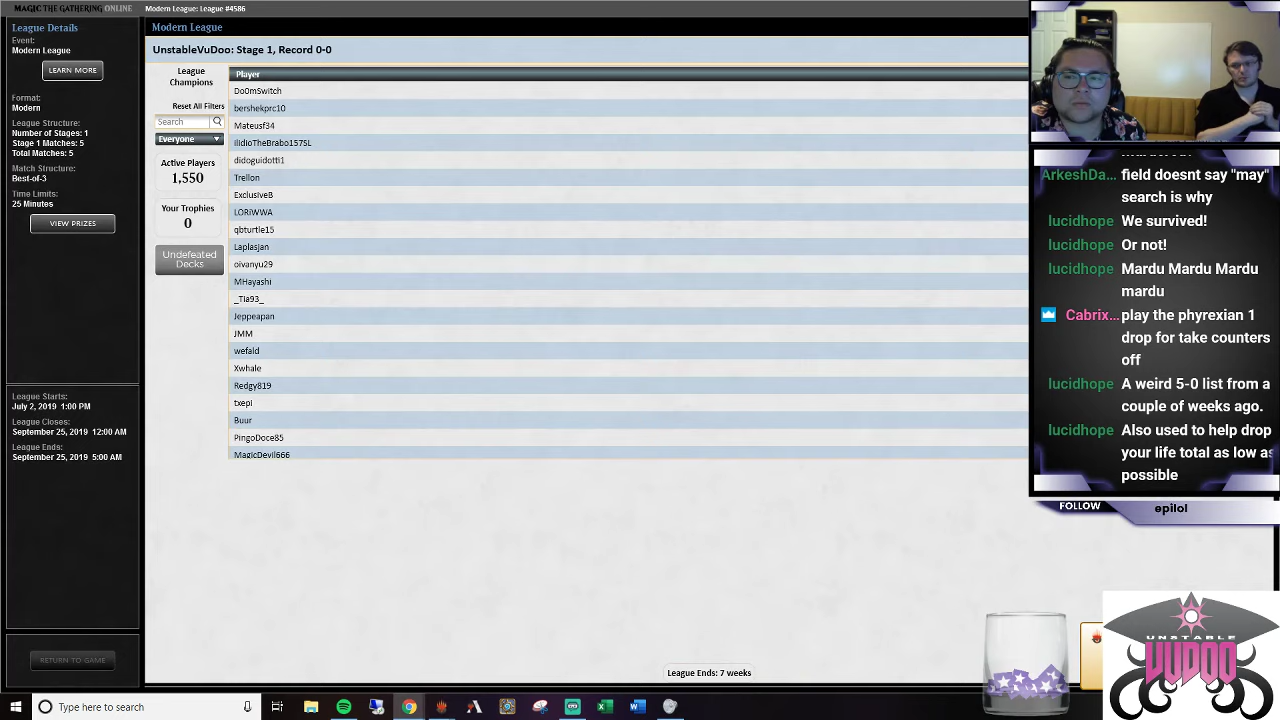 MAGIC THE GATHERING ONLINE
Modern League: League #4586
League Details
Event:
Modern League
LEARN MORE
Format:
Modern
League Structure:
Number of Stages: 1
Stage 1 Matches: 5
Total Matches: 5
Match Structure:
Best-of-3
Time Limits:
25 Minutes
VIEW PRIZES
League Starts:
July 2, 2019 1:00 PM
League Closes:
September 25, 2019 12:00 AM
League Ends:
September 25, 2019 5:00 AM
RETURN TO GAME
Modern League
UnstableVuDoo: Stage 1, Record 0-0
League
Champions
Reset All Filters
Search
Everyone
Active Players
1,550
Your Trophies
0
Undefeated
Decks
Player
Do0mSwitch
bershekprc10
Mateusf34
ilidioTheBrabo157SL
didoguidotti1
Trellon
ExclusiveB
LORiWWA
qbturtle15
Laplasjan
oivanyu29
MHayashi
_Tia93_
Jeppeapan
JMM
wefald
Xwhale
Redgy819
txepi
Buur
PingoDoce85
MagicDevil666
League Ends: 7 weeks
ArkeshDa... field doesnt say "may"
search is why
lucidhope We survived!
lucidhope Or not!
lucidhope Mardu Mardu Mardu
mardu
Cabrix... play the phyrexian 1
drop for take counters
off
lucidhope A weird 5-0 list from a
couple of weeks ago.
lucidhope Also used to help drop
your life total as low as
possible
FOLLOW epilol
UNSTABLE
VUDOO
Type here to search